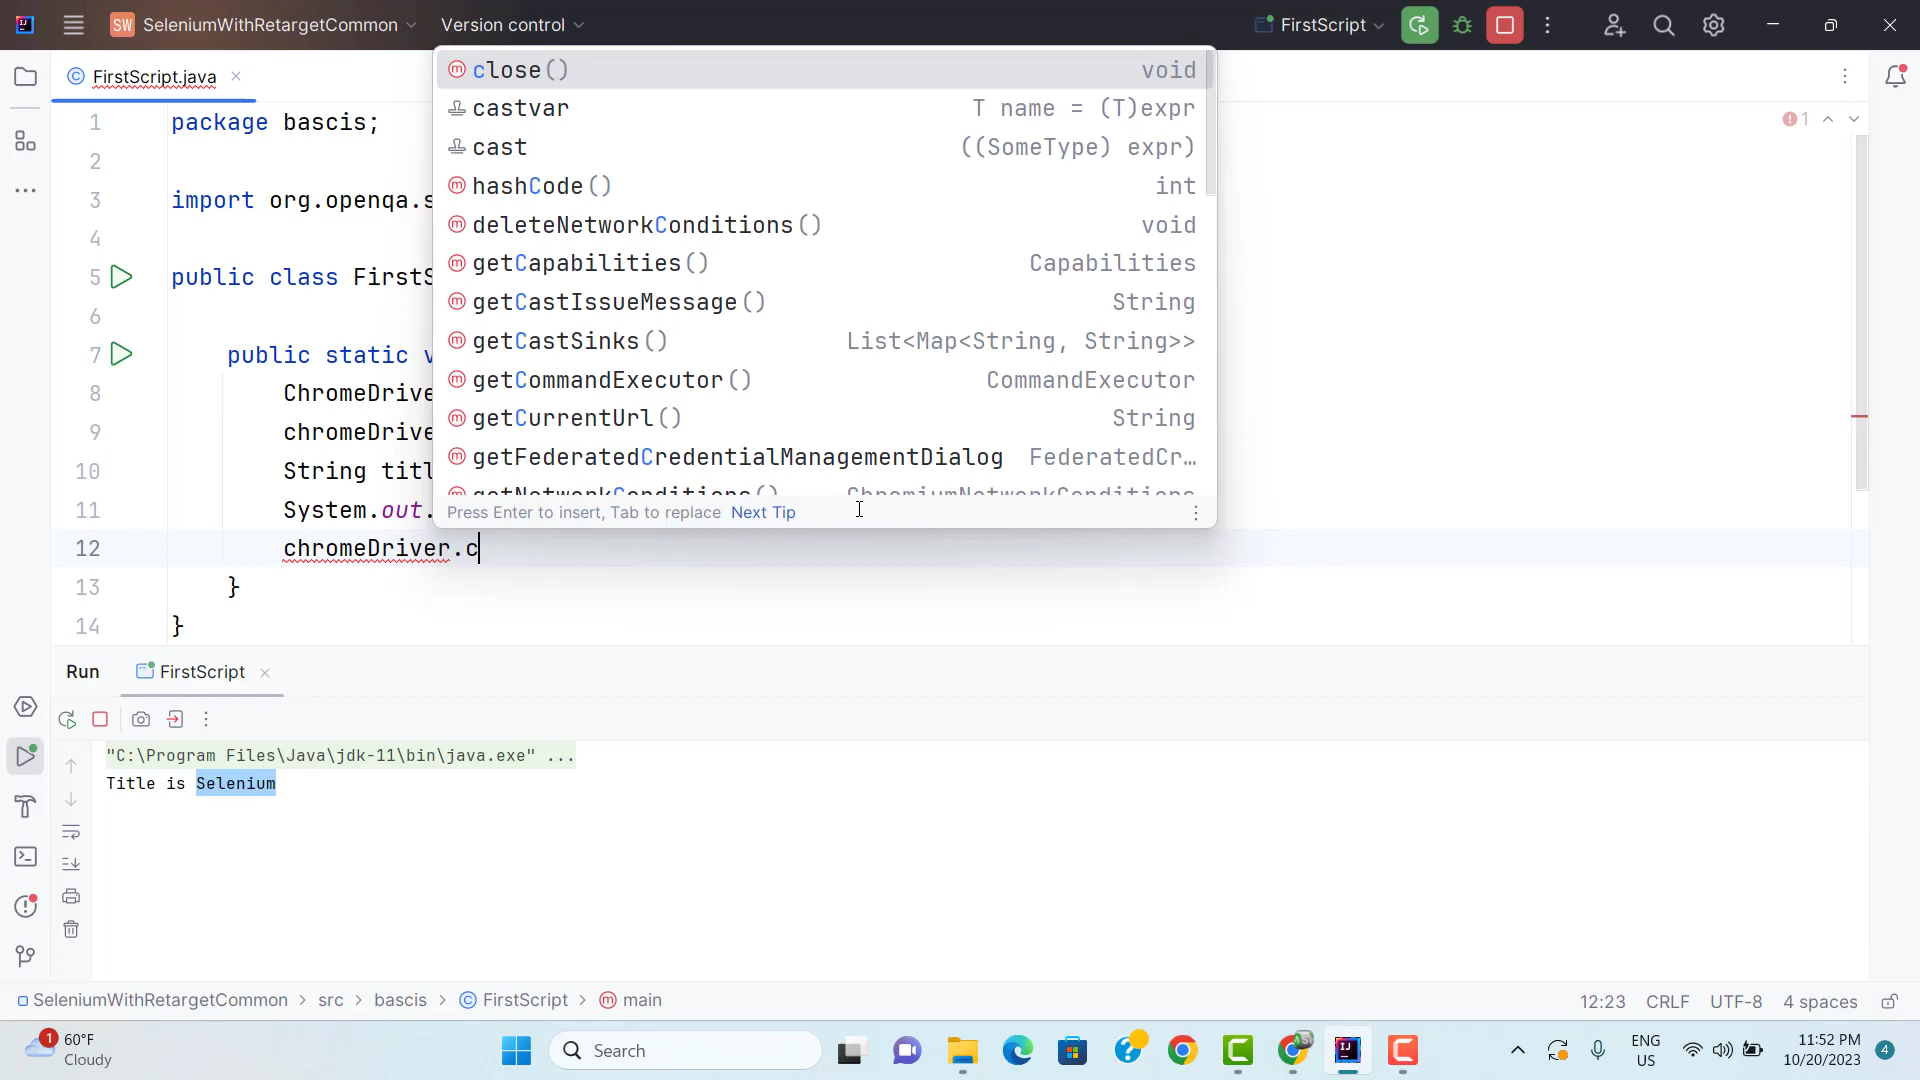 SW SeleniumWithRetargetCommon Version control FirstScript
FirstScript.java
1 package bascis;
2
3 import org.openqa.s
4
5 public class FirstS
6
7 public static v
8 ChromeDrive
9 chromeDrive
10 String titl
11 System.out.
12 chromeDriver.c
13 }
14 }
1
close() void
castvar T name = (T)expr
cast ((SomeType) expr)
hashCode() int
deleteNetworkConditions() void
getCapabilities() Capabilities
getCastIssueMessage() String
getCastSinks() List<Map<String, String>>
getCommandExecutor() CommandExecutor
getCurrentUrl() String
getFederatedCredentialManagementDialog FederatedCr…
getNetworkConditions() ChromiumNetworkConditions
Press Enter to insert, Tab to replace Next Tip
Run FirstScript
"C:\Program Files\Java\jdk-11\bin\java.exe" ...
Title is Selenium
SeleniumWithRetargetCommon > src > bascis > FirstScript > main 12:23 CRLF UTF-8 4 spaces
1 60°F
Cloudy
Search
ENG
US
11:52 PM
10/20/2023
4